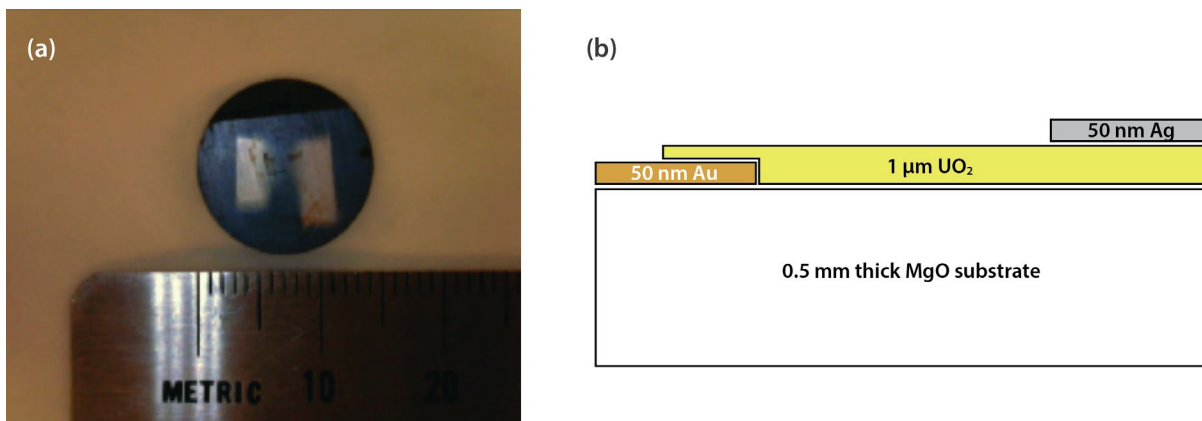 (a)
METRIC 10 20
(b)
50 nm Ag
50 nm Au
1 μm UO₂
0.5 mm thick MgO substrate